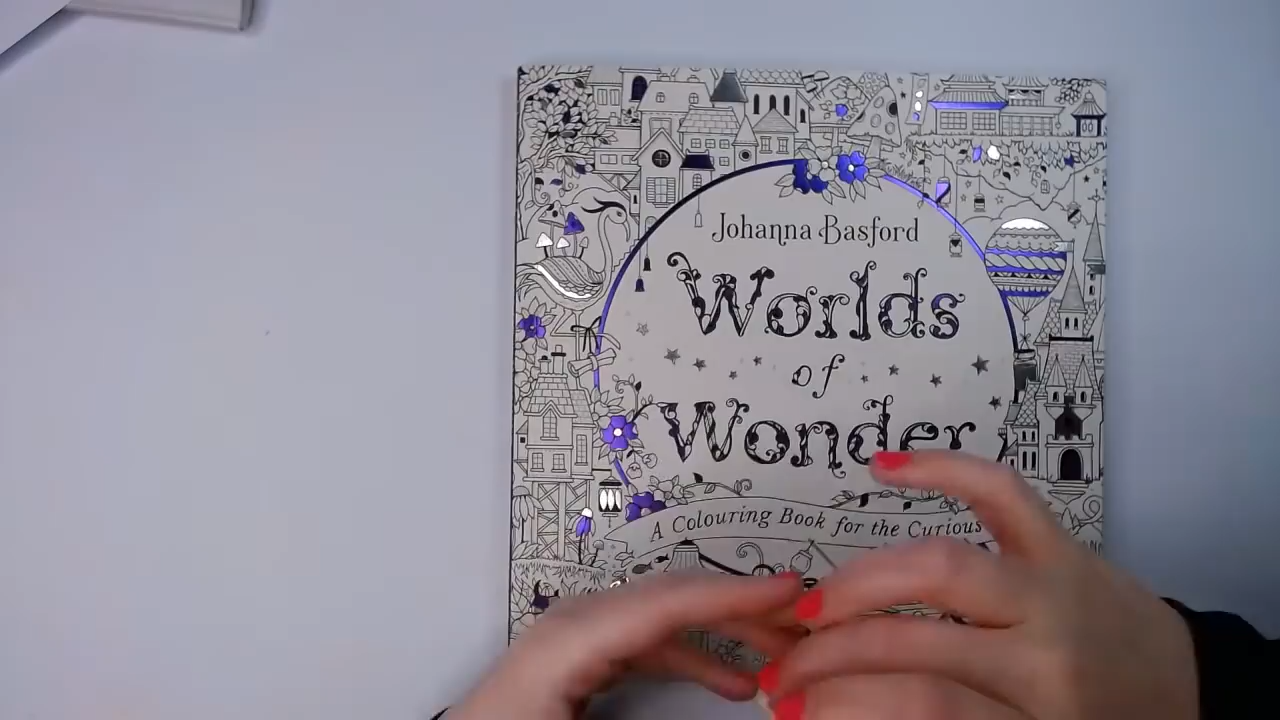 Johanna Basford
Worlds
of
Wonder
A Colouring Book for the Curious